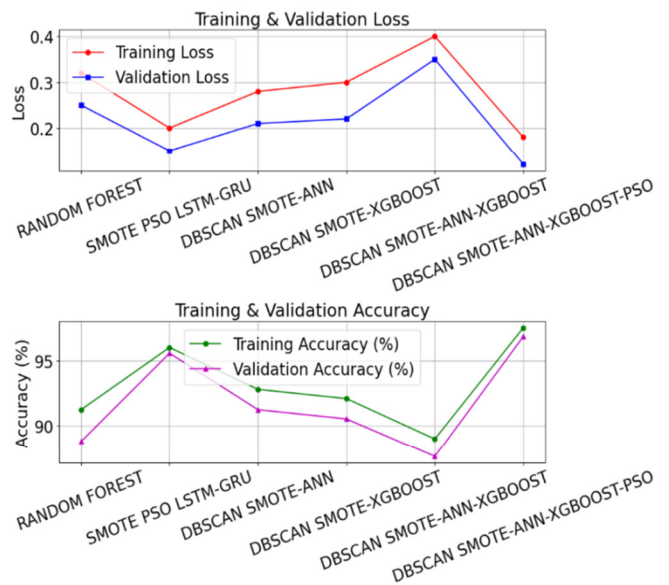 Training & Validation Loss
0.4
0.3
0.2
Loss
Training Loss
Validation Loss
RANDOM FOREST
SMOTE PSO LSTM-GRU
DBSCAN SMOTE-ANN
DBSCAN SMOTE-XGBOOST
DBSCAN SMOTE-ANN-XGBOOST
DBSCAN SMOTE-ANN-XGBOOST-PSO
Training & Validation Accuracy
95
90
Accuracy (%)
Training Accuracy (%)
Validation Accuracy (%)
RANDOM FOREST
SMOTE PSO LSTM-GRU
DBSCAN SMOTE-ANN
DBSCAN SMOTE-XGBOOST
DBSCAN SMOTE-ANN-XGBOOST
DBSCAN SMOTE-ANN-XGBOOST-PSO